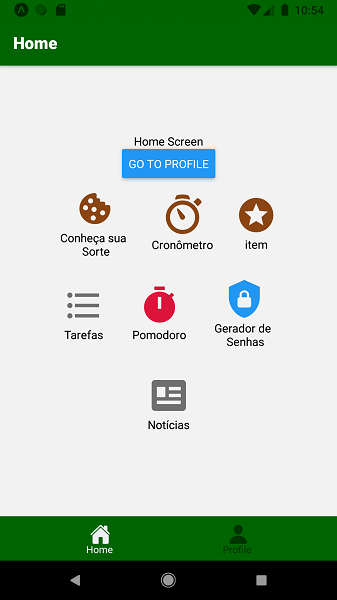 10:54
Home
Home Screen
GO TO PROFILE
Conheça sua
Sorte
Cronômetro
item
Tarefas
Pomodoro
Gerador de
Senhas
Notícias
Home
Profile